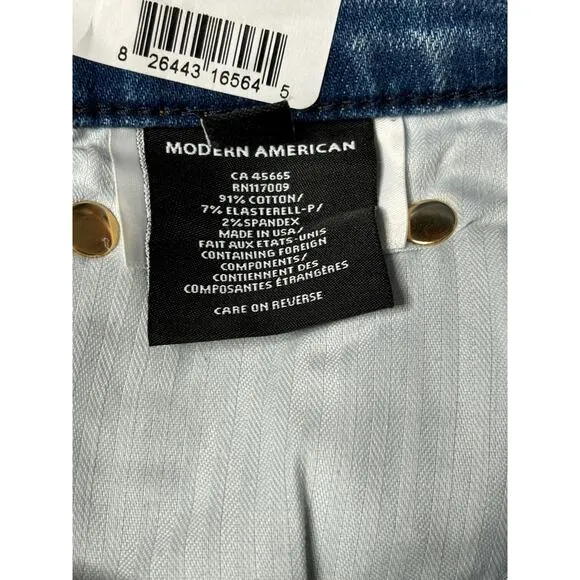 8 26443 16564 5
MODERN AMERICAN
CA 45665
RN117009
91% COTTON/
7% ELASTERELL-P/
2% SPANDEX
MADE IN USA/
FAIT AUX ETATS-UNIS
CONTAINING FOREIGN
COMPONENTS/
CONTIENNENT DES
COMPOSANTES ÉTRANGÈRES
CARE ON REVERSE